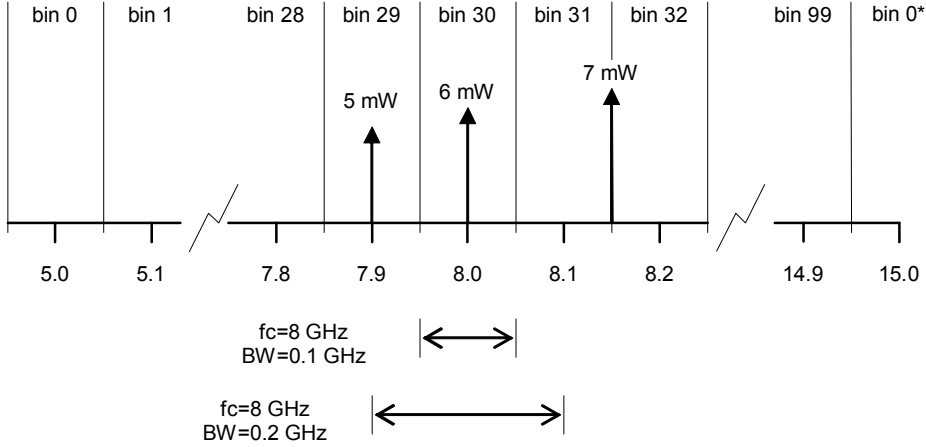 bin 0 bin 1 bin 28 bin 29 bin 30 bin 31 bin 32 bin 99 bin 0*
7 mW
6 mW
5 mW
5.0 5.1 7.8 7.9 8.0 8.1 8.2 14.9 15.0
fc=8 GHz
BW=0.1 GHz
fc=8 GHz
BW=0.2 GHz